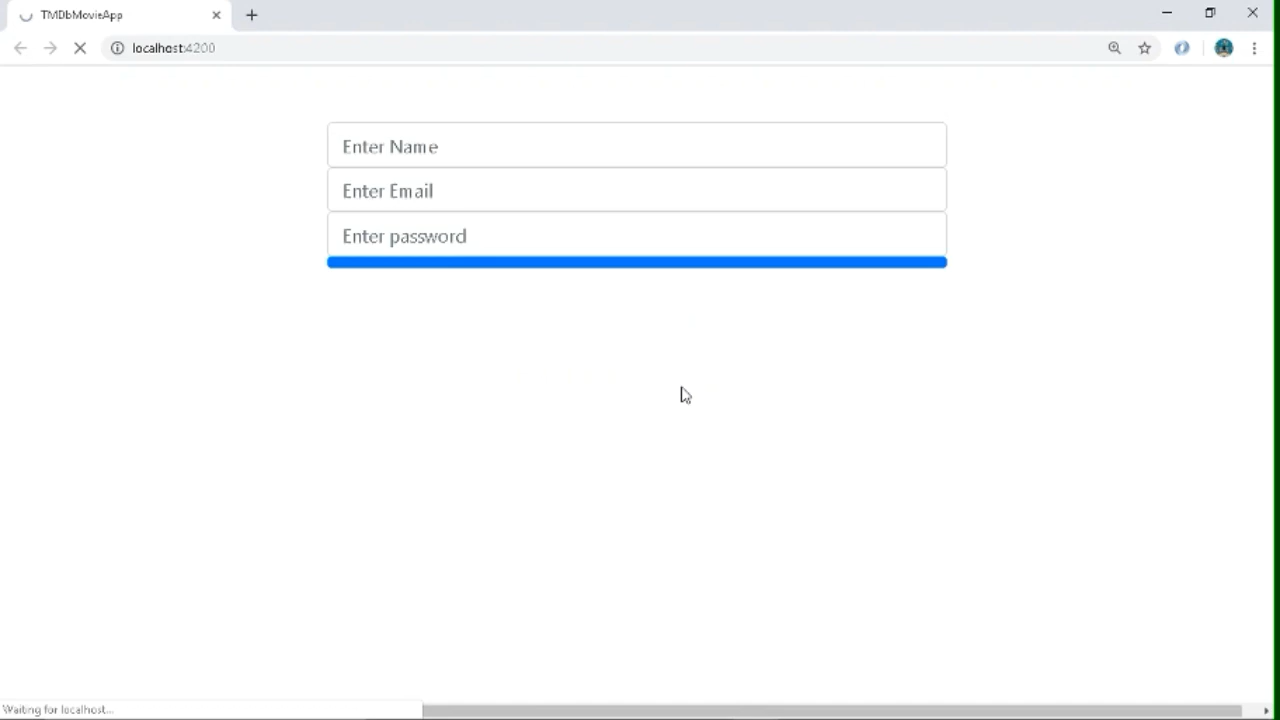 TMDbMovieApp
localhost:4200
Enter Name
Enter Email
Enter password
Waiting for localhost...